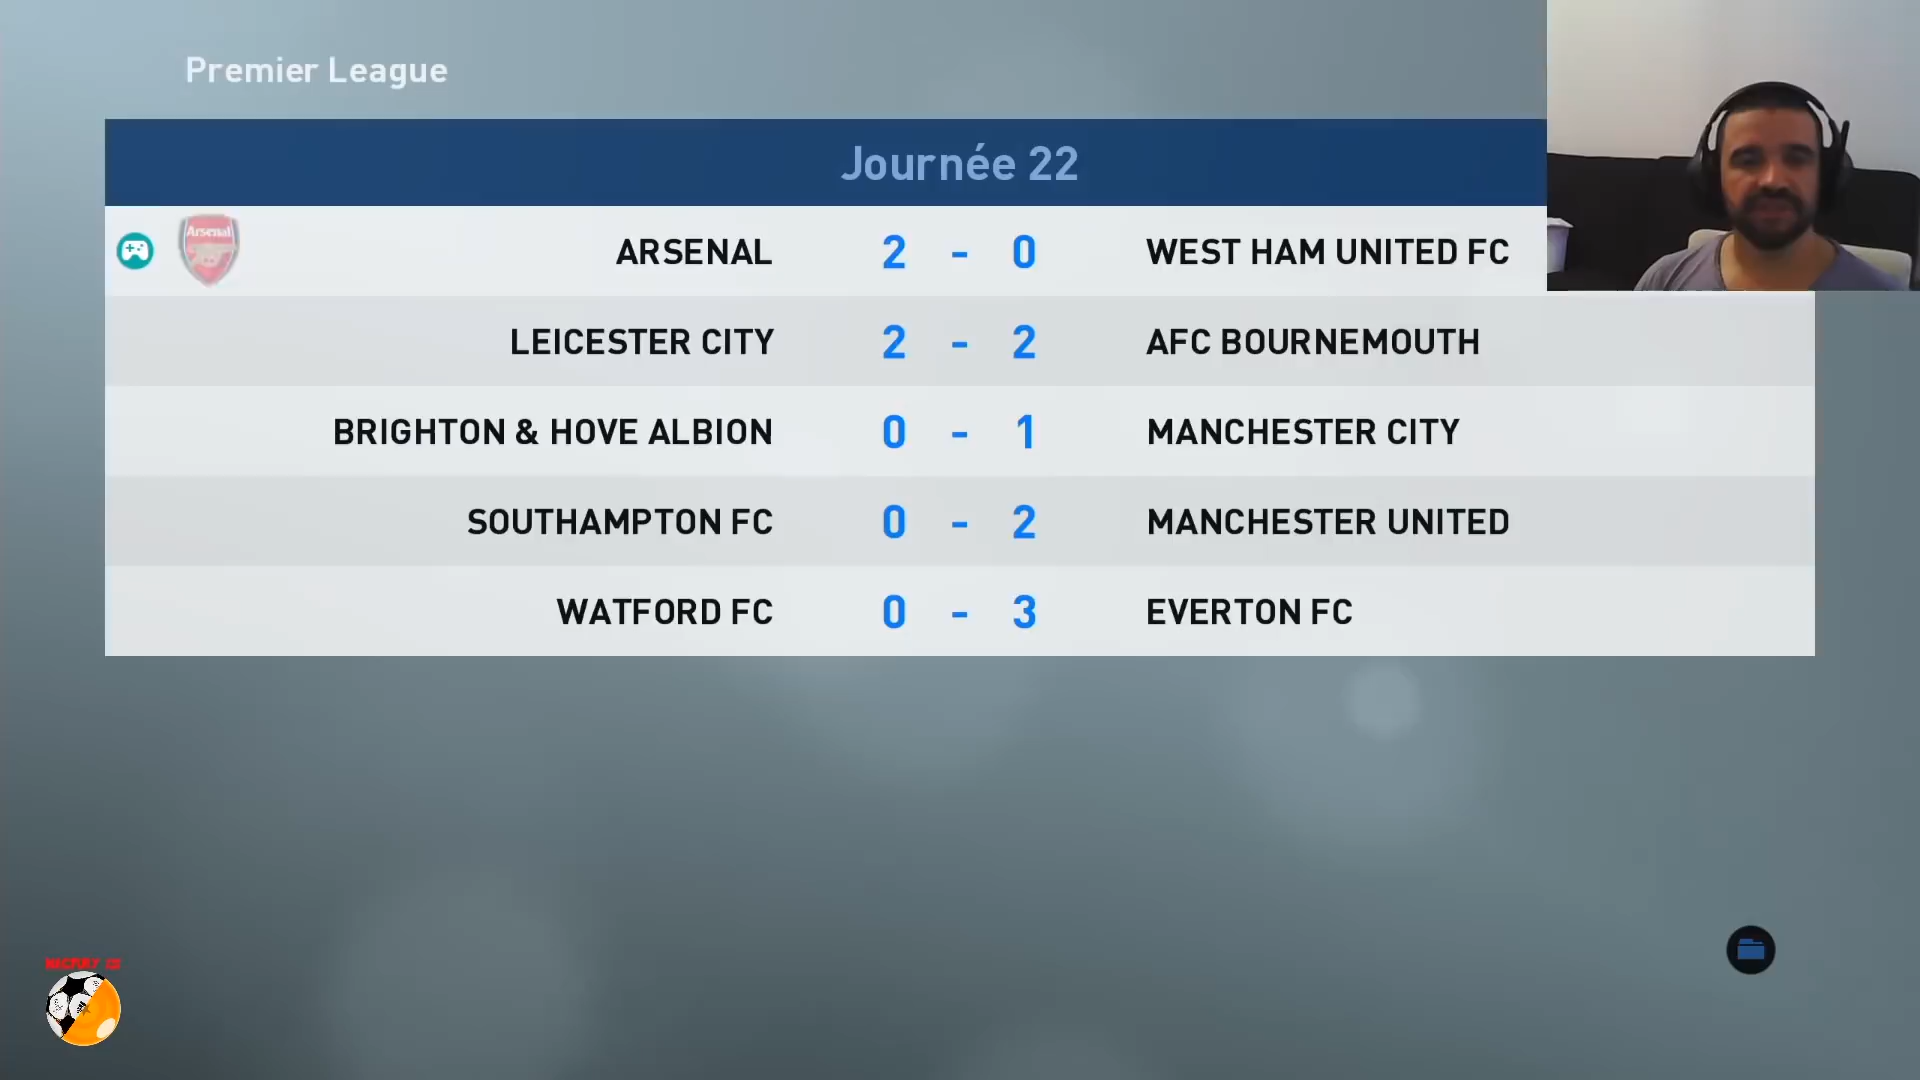 Premier League
Journée 22
Arsenal
ARSENAL 2 - 0 WEST HAM UNITED FC
LEICESTER CITY 2 - 2 AFC BOURNEMOUTH
BRIGHTON & HOVE ALBION 0 - 1 MANCHESTER CITY
SOUTHAMPTON FC 0 - 2 MANCHESTER UNITED
WATFORD FC 0 - 3 EVERTON FC